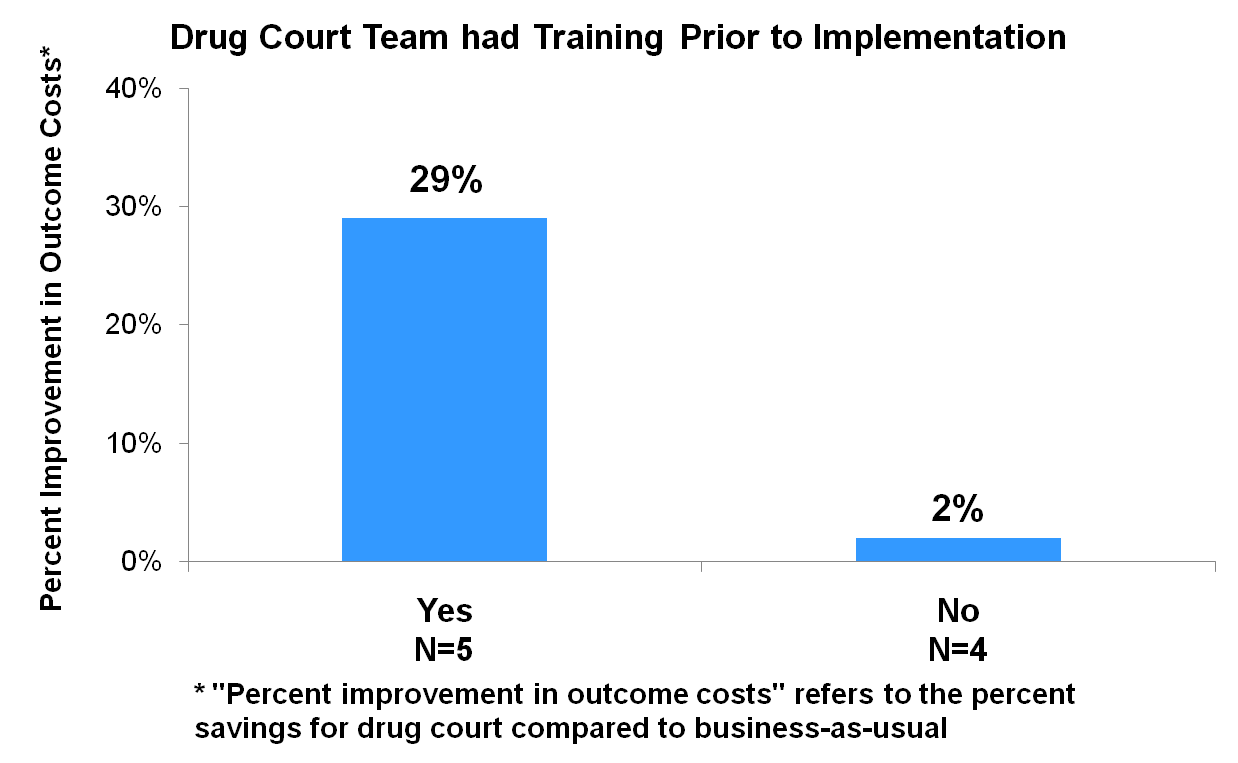 Drug Court Team had Training Prior to Implementation
Percent Improvement in Outcome Costs*
40%
30%
20%
10%
0%
29%
2%
Yes
N=5
No
N=4
* "Percent improvement in outcome costs" refers to the percent
savings for drug court compared to business-as-usual